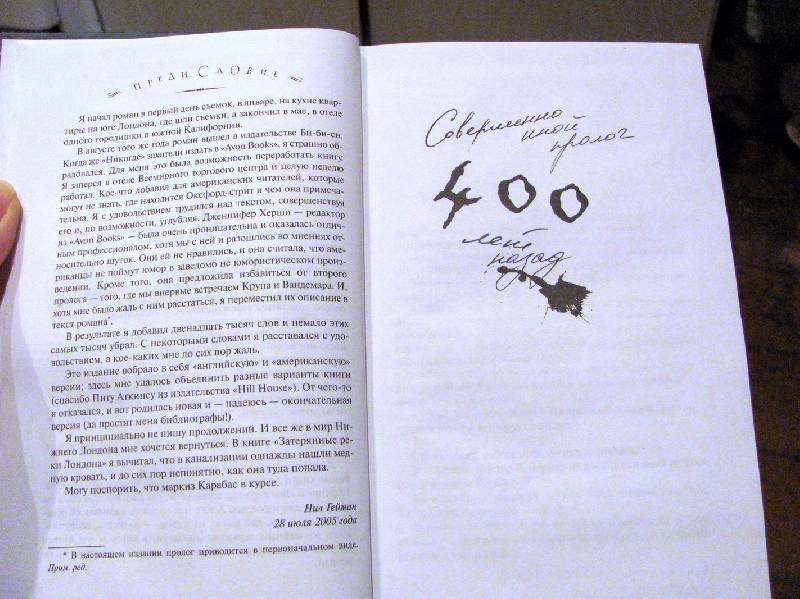 ПРЕДИСЛОВИЕ
Я начал роман в первый день съемок, в январе, на кухне квар-
тиры на юге Лондона, где шли съемки, а закончил в мае, в отеле
одного городишки в южной Калифорнии.
В августе того же года роман вышел в издательстве Би-би-си.
Когда же «Никогде» захотели издать в «Avon Books», я страшно об-
радовался. Для меня это была возможность переработать книгу.
Я заперся в отеле Всемирного торгового центра и целую неделю
работал. Кое-что добавил для американских читателей, которые
могут не знать, где находится Оксфорд-стрит и чем она примеча-
тельна. Я с удовольствием трудился над текстом, совершенствуя
его и, по возможности, углубляя. Дженнифер Херши — редактор
из «Avon Books» — была очень проницательна и оказалась отлич-
ным профессионалом, хотя мы с ней и разошлись во мнениях от-
носительно шуток. Они ей не нравились, и она считала, что аме-
риканцы не поймут юмор в заведомо не юмористическом произ-
ведении. Кроме того, она предложила избавиться от второго
пролога — того, где мы впервые встречаем Крупа и Вандемара. И,
хотя мне было жаль с ним расстаться, я переместил их описание в
текст романа*.
В результате я добавил двенадцать тысяч слов и немало этих
самых тысяч убрал. С некоторыми словами я расставался с удо-
вольствием, а кое-каких мне до сих пор жаль.
Это издание вобрало в себя «английскую» и «американскую»
версии; здесь мне удалось объединить разные варианты книги
(спасибо Питу Аткинсу из издательства «Hill House»). От чего-то
я отказался, и вот родилась новая и — надеюсь — окончательная
версия (да простят меня библиографы!).
Я принципиально не пишу продолжений. И все же в мир Ни-
жнего Лондона мне хочется вернуться. В книге «Затерянные ре-
ки Лондона» я вычитал, что в канализации однажды нашли мед-
ную кровать, и до сих пор непонятно, как она туда попала.
Могу поспорить, что маркиз Карабас в курсе.
Нил Гейман
28 июля 2005 года
* В настоящем издании пролог приводится в первоначальном виде.
Прим. ред.
Совершенно
иной
пролог
400
лет
назад